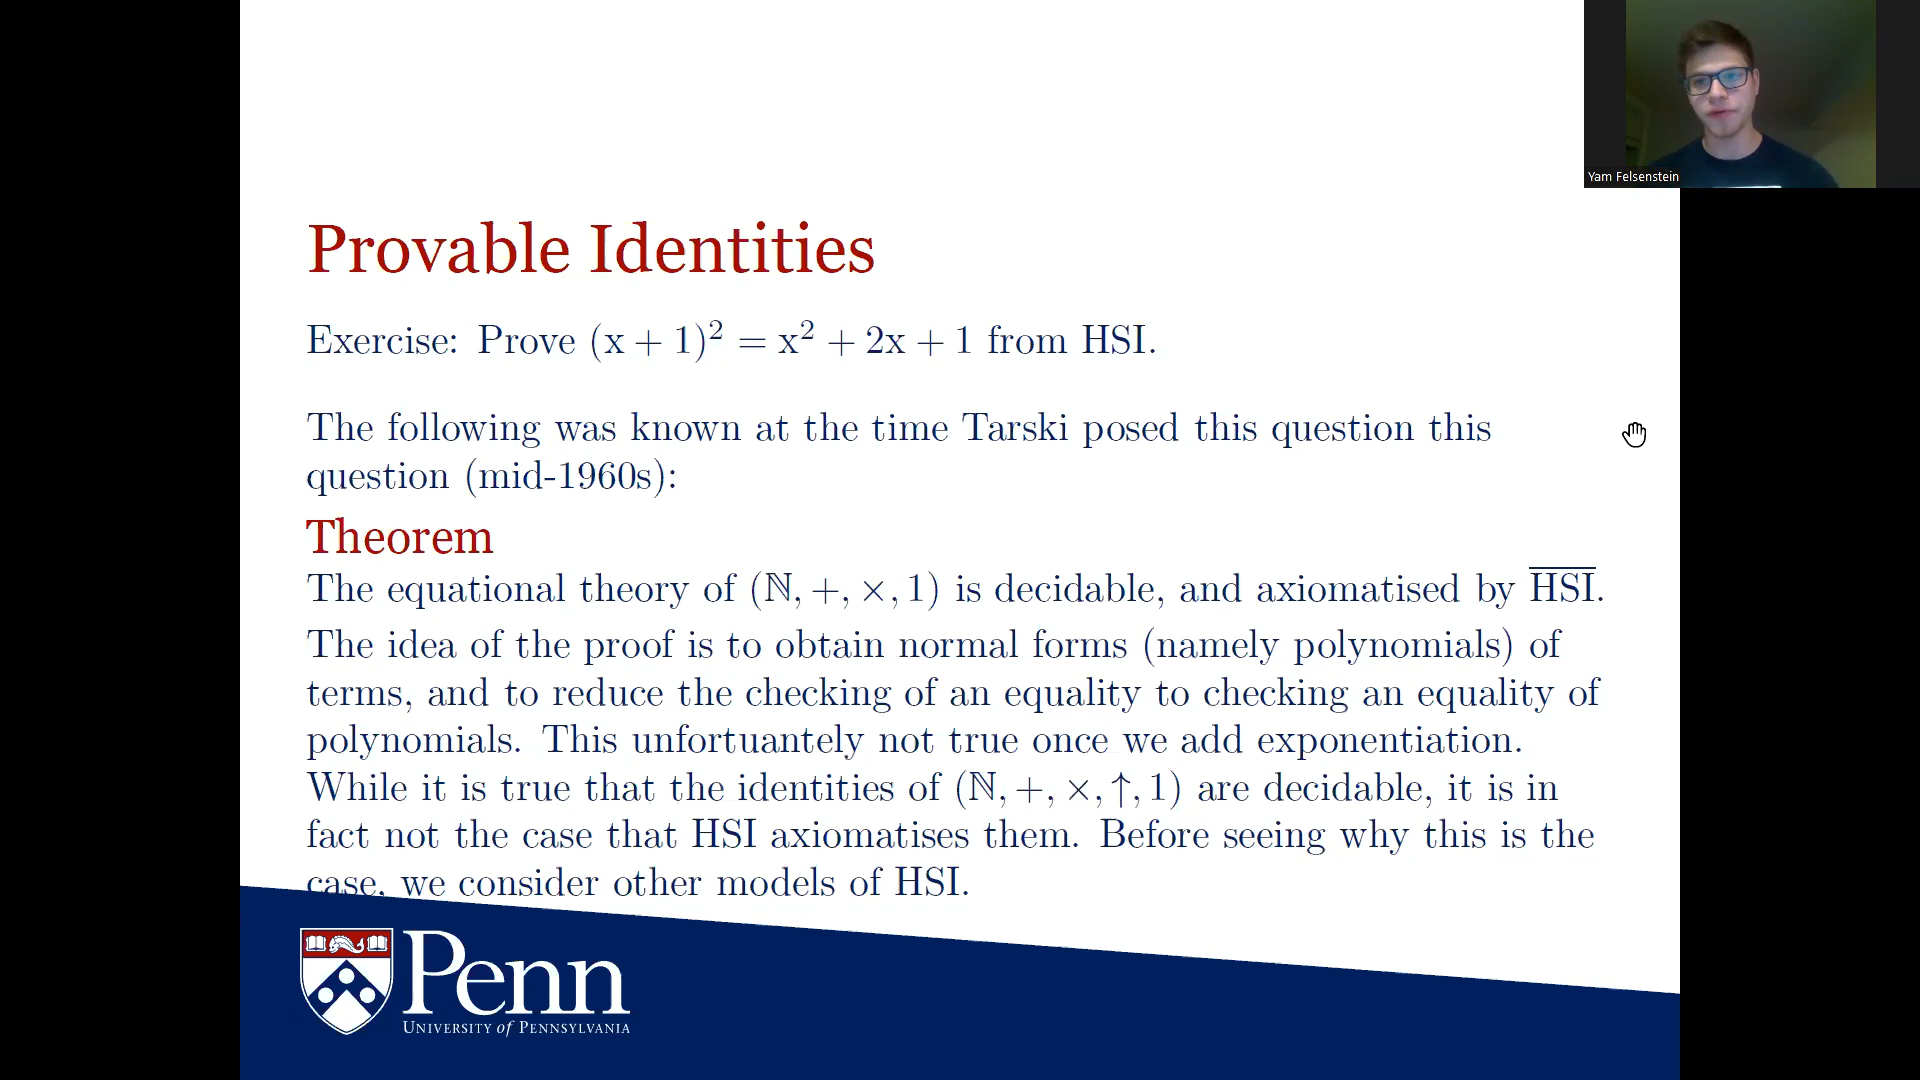 Yam Felsenstein
Provable Identities
Exercise: Prove (x + 1)² = x² + 2x + 1 from HSI.
The following was known at the time Tarski posed this question this
question (mid-1960s):
Theorem
The equational theory of (ℕ, +, ×, 1) is decidable, and axiomatised by H̅S̅I̅.
The idea of the proof is to obtain normal forms (namely polynomials) of
terms, and to reduce the checking of an equality to checking an equality of
polynomials. This unfortuantely not true once we add exponentiation.
While it is true that the identities of (ℕ, +, ×, ↑, 1) are decidable, it is in
fact not the case that HSI axiomatises them. Before seeing why this is the
case, we consider other models of HSI.
Penn
UNIVERSITY of PENNSYLVANIA